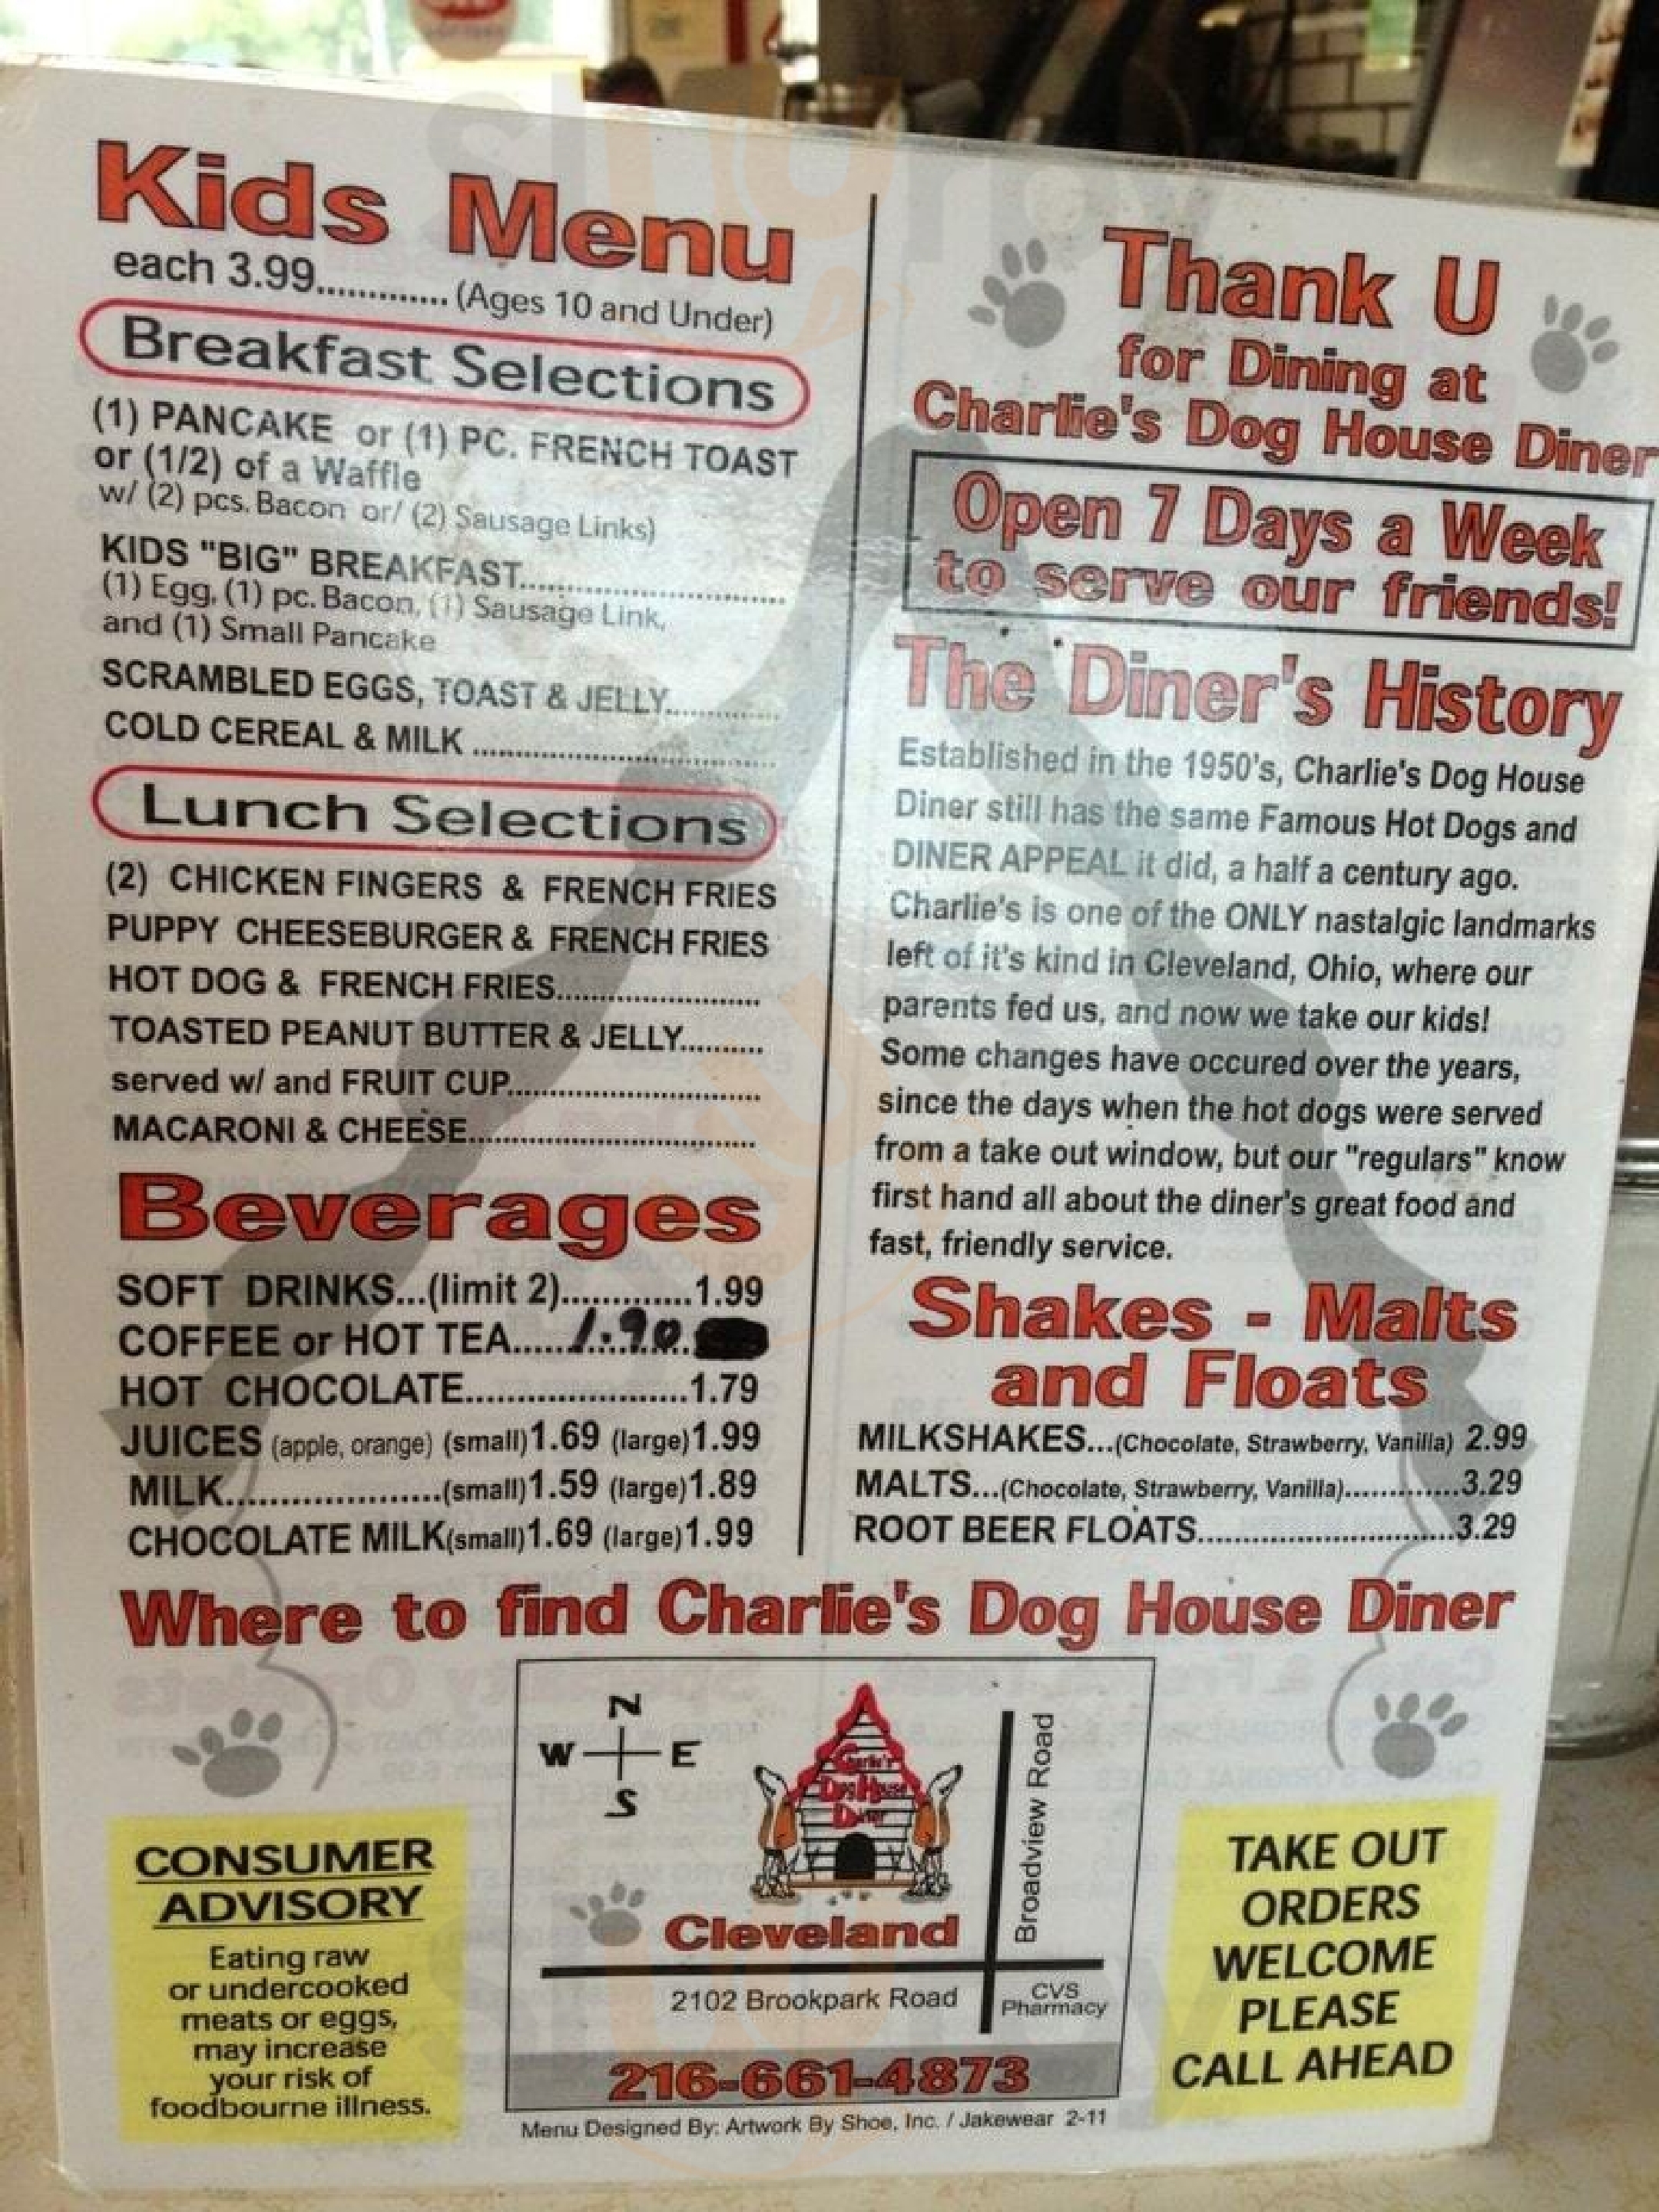 Kids Menu
each 3.99............. (Ages 10 and Under)
Breakfast Selections
(1) PANCAKE or (1) PC. FRENCH TOAST
or (1/2) of a Waffle
w/ (2) pcs. Bacon or/ (2) Sausage Links)
KIDS "BIG" BREAKFAST..............................
(1) Egg, (1) pc. Bacon, (1) Sausage Link,
and (1) Small Pancake
SCRAMBLED EGGS, TOAST & JELLY.............
COLD CEREAL & MILK ...................................
Lunch Selections
(2) CHICKEN FINGERS & FRENCH FRIES
PUPPY CHEESEBURGER & FRENCH FRIES
HOT DOG & FRENCH FRIES.........................
TOASTED PEANUT BUTTER & JELLY..........
served w/ and FRUIT CUP..............................
MACARONI & CHEESE...................................
Beverages
SOFT DRINKS...(limit 2).............1.99
COFFEE or HOT TEA......1.90
HOT CHOCOLATE......................1.79
JUICES (apple, orange) (small)1.69 (large)1.99
MILK.....................(small)1.59 (large)1.89
CHOCOLATE MILK(small)1.69 (large)1.99
Thank U
for Dining at
Charlie's Dog House Diner
Open 7 Days a Week
to serve our friends!
The Diner's History
Established in the 1950's, Charlie's Dog House
Diner still has the same Famous Hot Dogs and
DINER APPEAL it did, a half a century ago.
Charlie's is one of the ONLY nastalgic landmarks
left of it's kind in Cleveland, Ohio, where our
parents fed us, and now we take our kids!
Some changes have occured over the years,
since the days when the hot dogs were served
from a take out window, but our "regulars" know
first hand all about the diner's great food and
fast, friendly service.
Shakes - Malts
and Floats
MILKSHAKES...(Chocolate, Strawberry, Vanilla) 2.99
MALTS...(Chocolate, Strawberry, Vanilla).............3.29
ROOT BEER FLOATS.............................3.29
Where to find Charlie's Dog House Diner
CONSUMER
ADVISORY
Eating raw
or undercooked
meats or eggs,
may increase
your risk of
foodbourne illness.
N
W E
S
Charlie's
Dog House
Diner
Cleveland
Broadview Road
2102 Brookpark Road
CVS
Pharmacy
216-661-4873
Menu Designed By: Artwork By Shoe, Inc. / Jakewear 2-11
TAKE OUT
ORDERS
WELCOME
PLEASE
CALL AHEAD